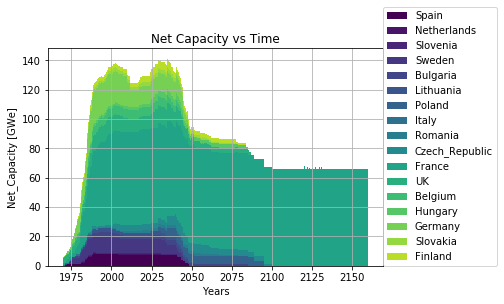 Net Capacity vs Time
Net_Capacity [GWe]
140
120
100
80
60
40
20
0
1975
2000
2025
2050
2075
2100
2125
2150
Years
Spain
Netherlands
Slovenia
Sweden
Bulgaria
Lithuania
Poland
Italy
Romania
Czech_Republic
France
UK
Belgium
Hungary
Germany
Slovakia
Finland